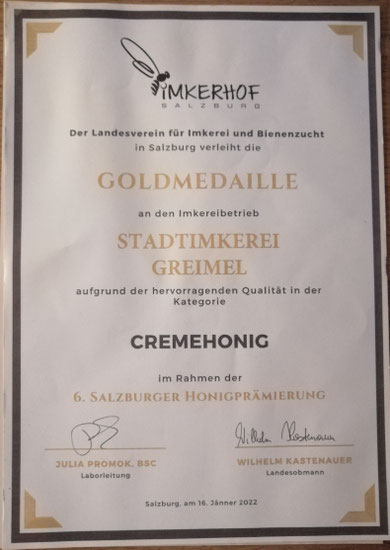 iMKERHOF
SALZBURG
Der Landesverein für Imkerei und Bienenzucht
in Salzburg verleiht die
GOLDMEDAILLE
an den Imkereibetrieb
STADTIMKEREI
GREIMEL
aufgrund der hervorragenden Qualität in der
Kategorie
CREMEHONIG
im Rahmen der
6. SALZBURGER HONIGPRÄMIERUNG
Wilhelm Kastenauer
JULIA PROMOK, BSC WILHELM KASTENAUER
Laborleitung Landesobmann
Salzburg, am 16. Jänner 2022